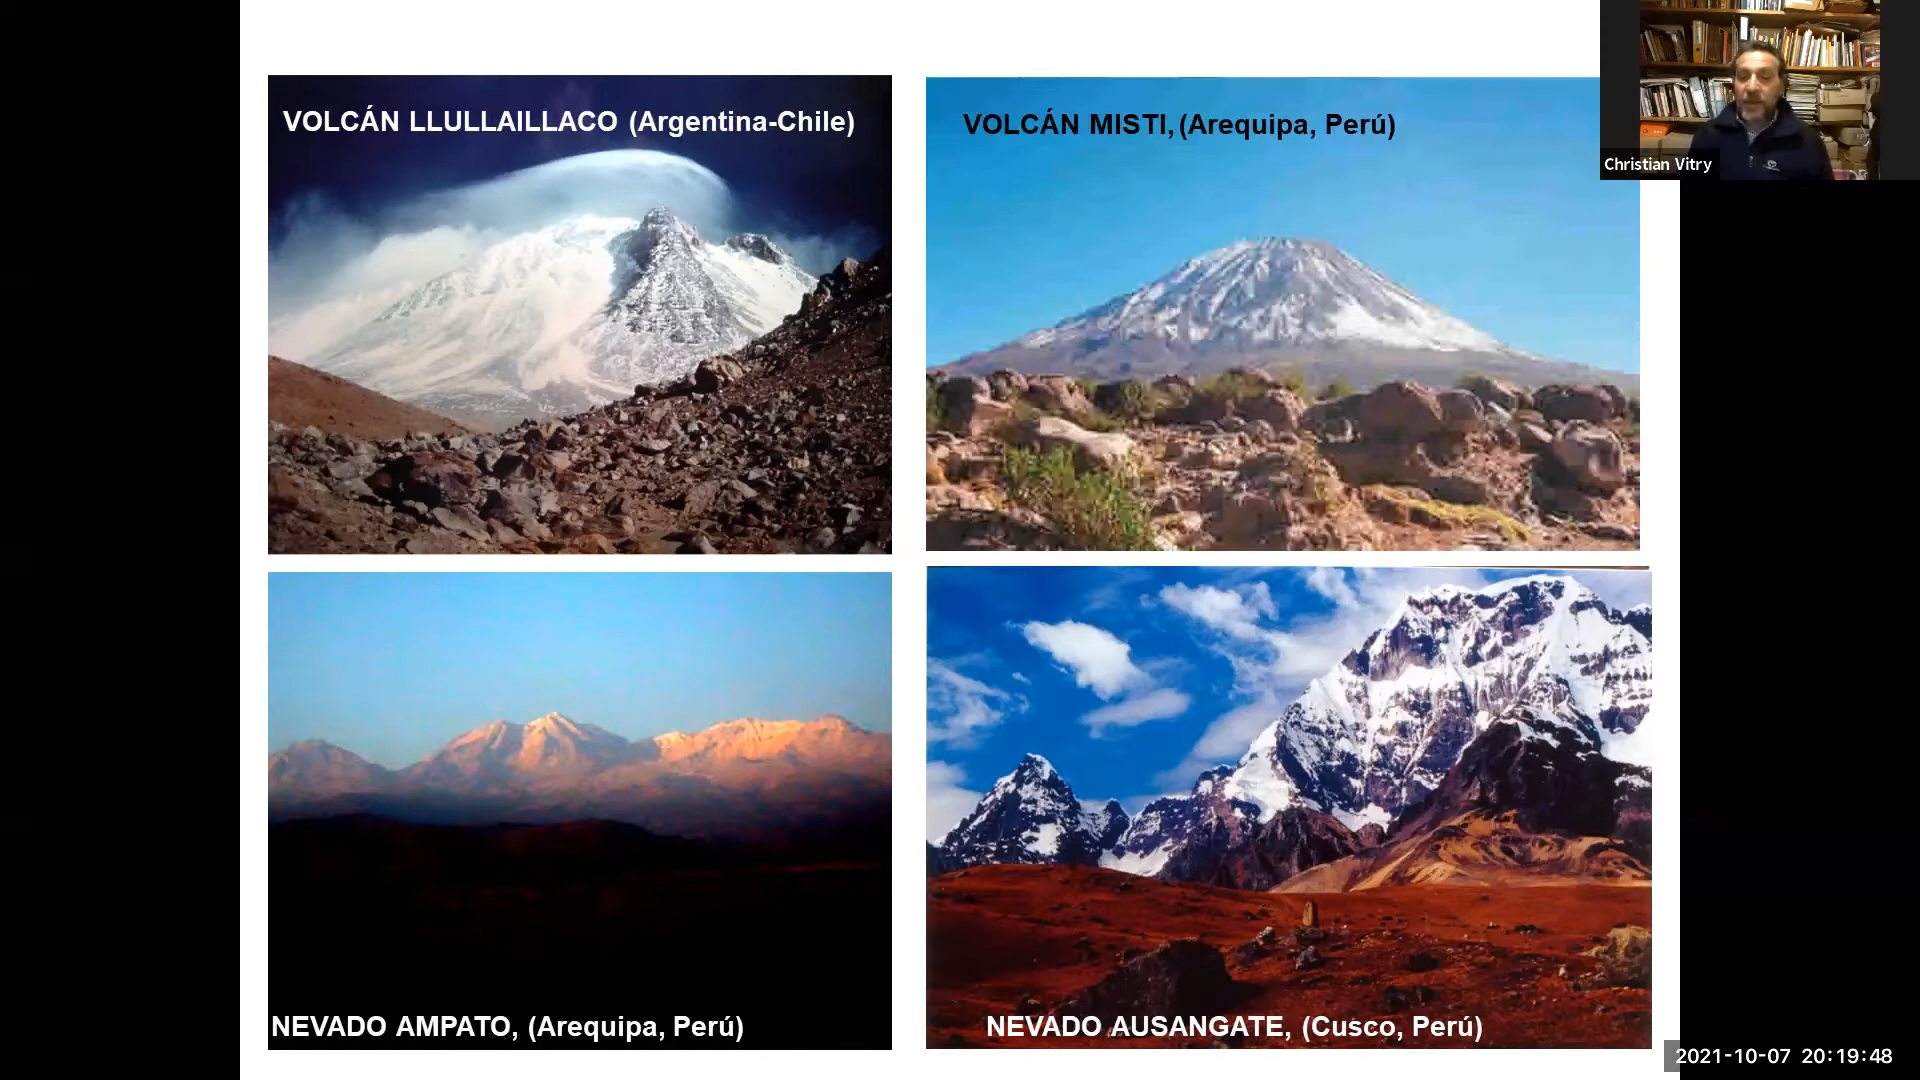 VOLCÁN LLULLAILLACO (Argentina-Chile)
VOLCÁN MISTI, (Arequipa, Perú)
Christian Vitry
NEVADO AMPATO, (Arequipa, Perú)
NEVADO AUSANGATE, (Cusco, Perú)
2021-10-07 20:19:48